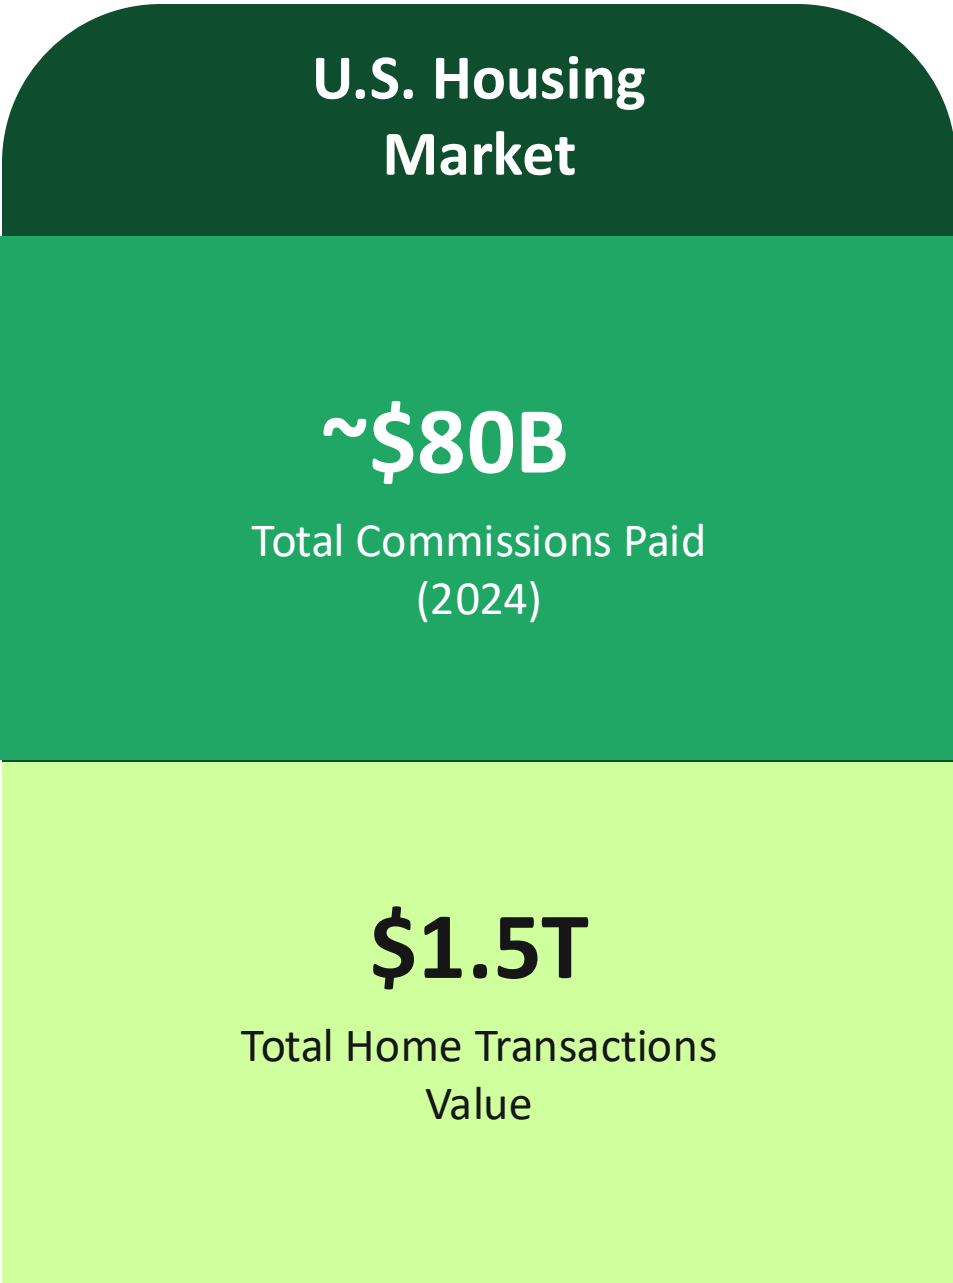 U.S. Housing
Market
~$80B
Total Commissions Paid
(2024)
$1.5T
Total Home Transactions
Value